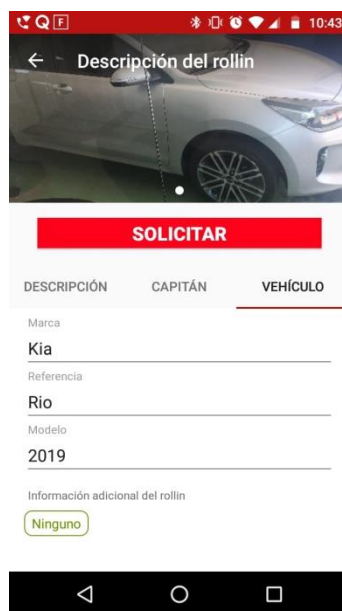 10:43
Descripción del rollin
SOLICITAR
DESCRIPCIÓN CAPITÁN VEHÍCULO
Marca
Kia
Referencia
Rio
Modelo
2019
Información adicional del rollin
Ninguno